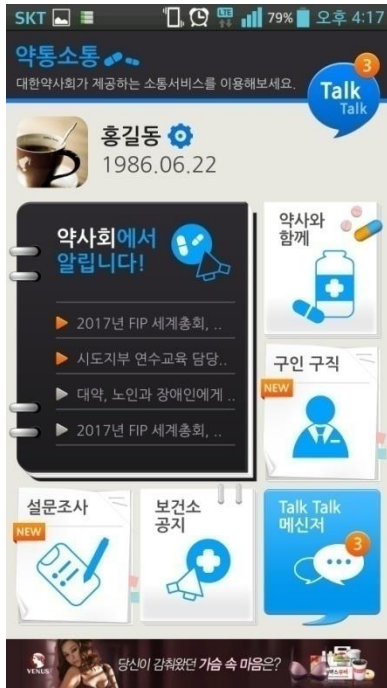 SKT LTE 79% 오후 4:17
약통소통
대한약사회가 제공하는 소통서비스를 이용해보세요.
3
Talk
Talk
홍길동
1986.06.22
약사회에서
알립니다!
2017년 FIP 세계총회, ..
시도지부 연수교육 담당..
대약, 노인과 장애인에게 ..
2017년 FIP 세계총회, ..
약사와
함께
구인 구직
NEW
설문조사
NEW
보건소
공지
Talk Talk
메신저
3
VENUS
당신이 감춰왔던 가슴 속 마음은?